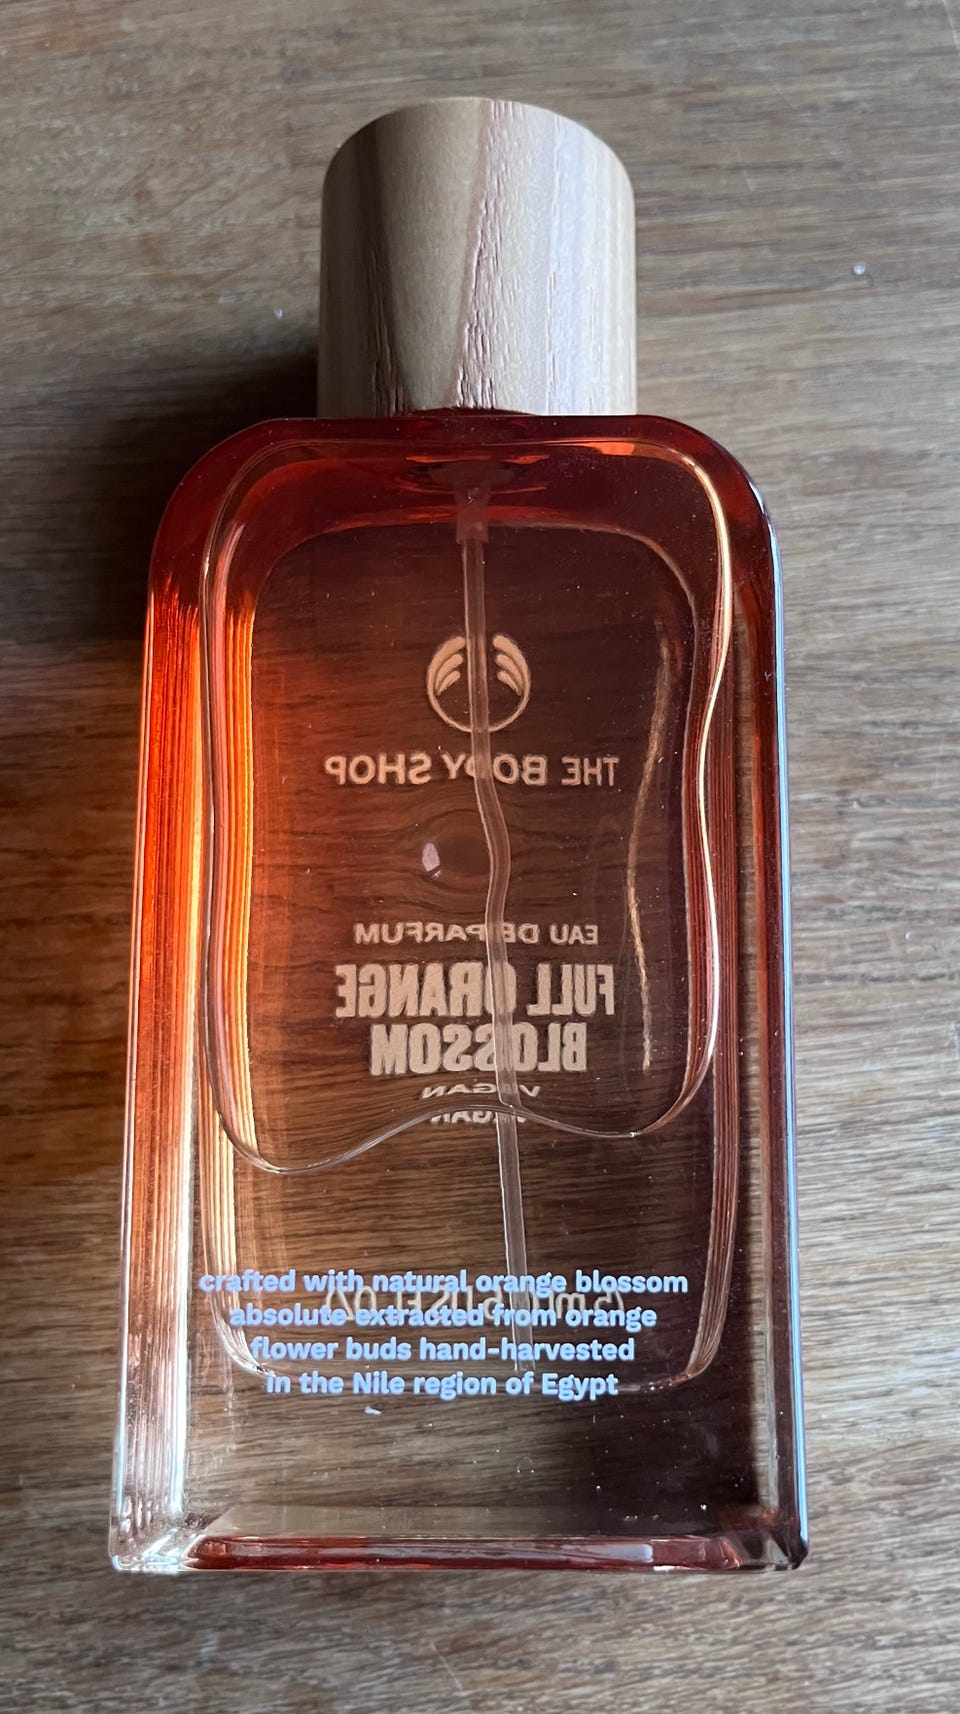 THE BODY SHOP
EAU DE PARFUM
FULL ORANGE
BLOSSOM
VEGAN
crafted with natural orange blossom
absolute extracted from orange
flower buds hand-harvested
in the Nile region of Egypt